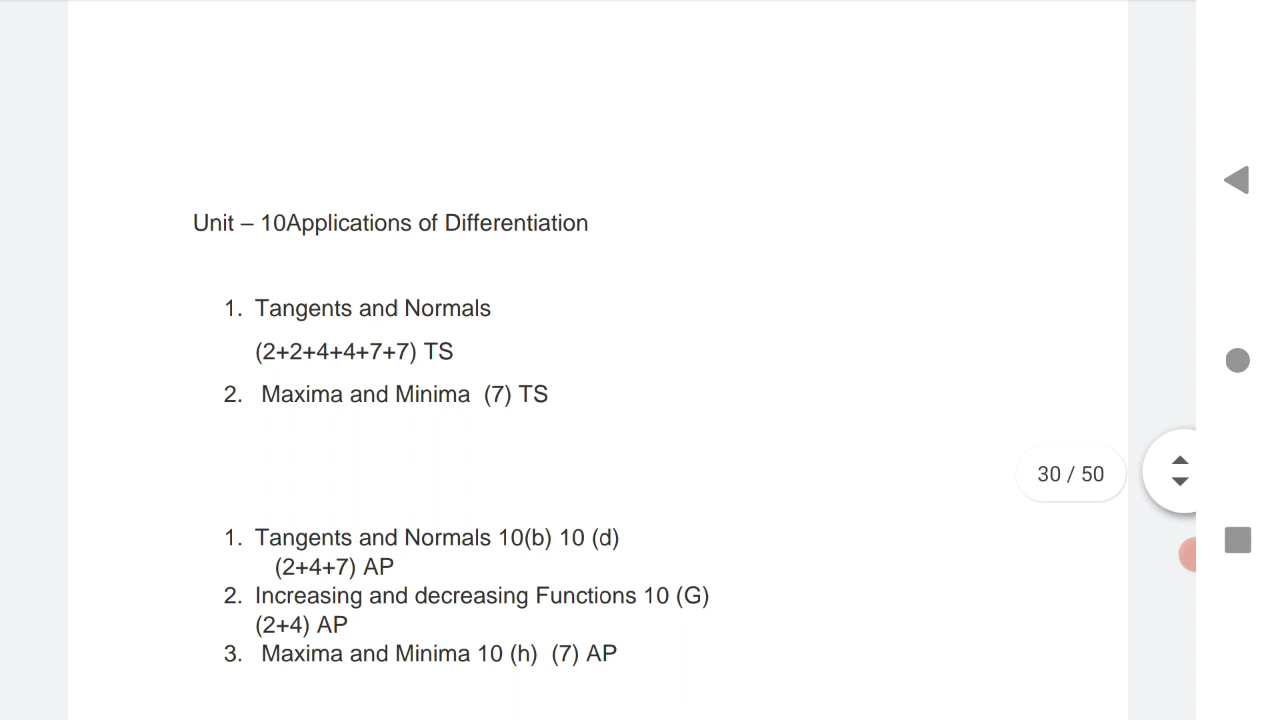 Unit – 10Applications of Differentiation
1. Tangents and Normals
(2+2+4+4+7+7) TS
2. Maxima and Minima (7) TS
30 / 50
1. Tangents and Normals 10(b) 10 (d)
(2+4+7) AP
2. Increasing and decreasing Functions 10 (G)
(2+4) AP
3. Maxima and Minima 10 (h) (7) AP